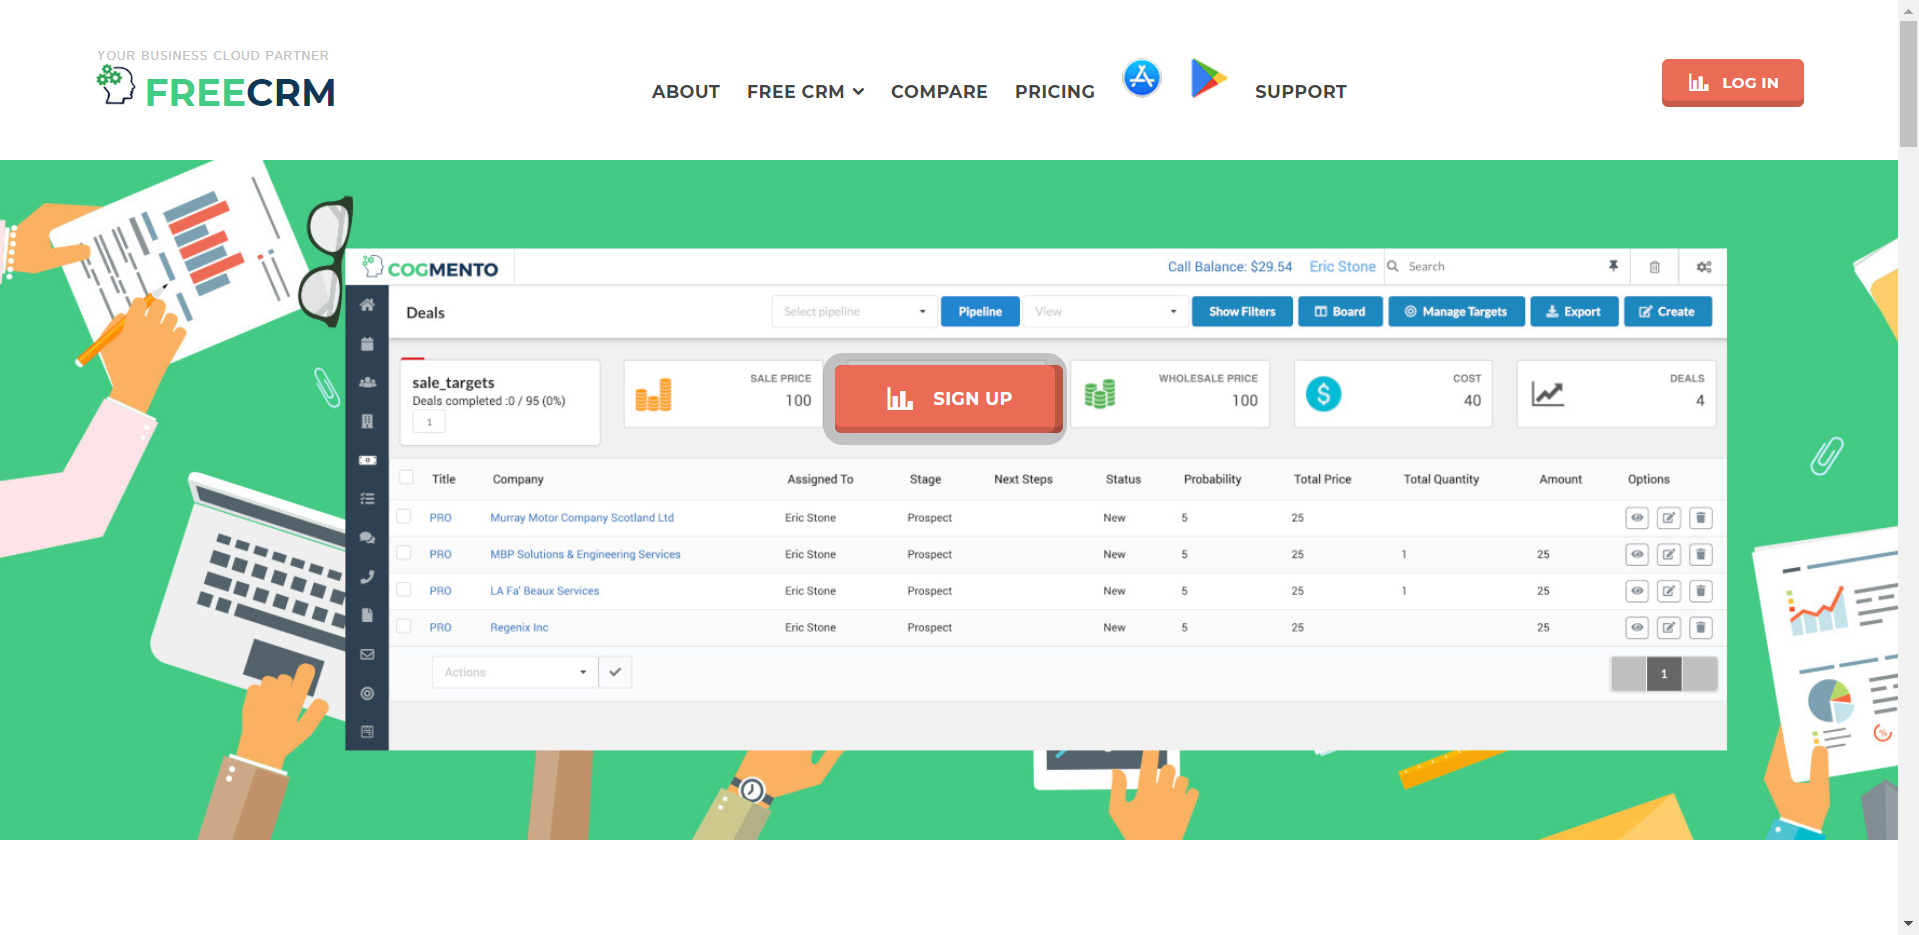 YOUR BUSINESS CLOUD PARTNER
FREECRM
ABOUT FREE CRM COMPARE PRICING SUPPORT
LOG IN
COGMENTO
Call Balance: $29.54 Eric Stone Search
Deals
Select pipeline Pipeline View Show Filters Board Manage Targets Export Create
sale_targets
Deals completed :0 / 95 (0%)
1
SALE PRICE
100
SIGN UP
WHOLESALE PRICE
100
COST
40
DEALS
4
Title Company Assigned To Stage Next Steps Status Probability Total Price Total Quantity Amount Options
PRO Murray Motor Company Scotland Ltd Eric Stone Prospect New 5 25
PRO MBP Solutions & Engineering Services Eric Stone Prospect New 5 25 1 25
PRO LA Fa' Beaux Services Eric Stone Prospect New 5 25 1 25
PRO Regenix Inc Eric Stone Prospect New 5 25 25
Actions
1
%